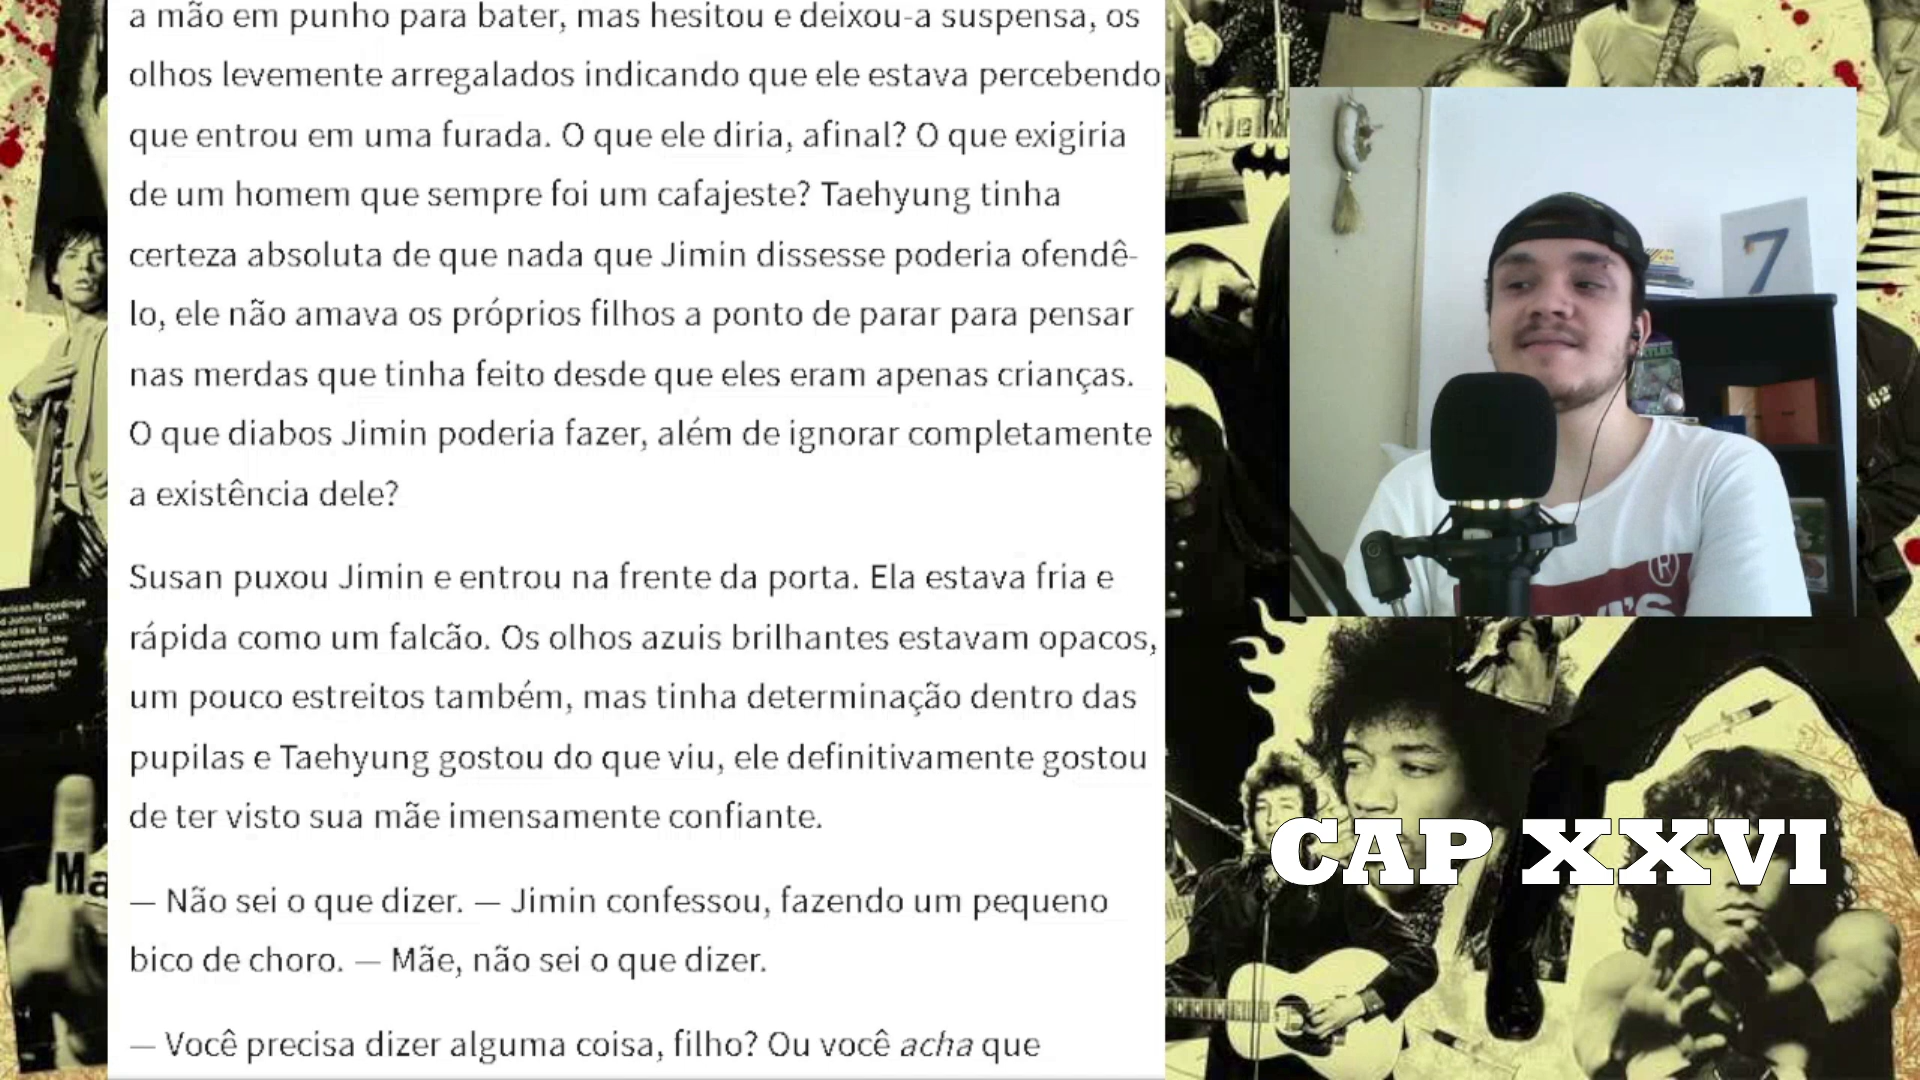 a mão em punho para bater, mas hesitou e deixou-a suspensa, os
olhos levemente arregalados indicando que ele estava percebendo
que entrou em uma furada. O que ele diria, afinal? O que exigiria
de um homem que sempre foi um cafajeste? Taehyung tinha
certeza absoluta de que nada que Jimin dissesse poderia ofendê-
lo, ele não amava os próprios filhos a ponto de parar para pensar
nas merdas que tinha feito desde que eles eram apenas crianças.
O que diabos Jimin poderia fazer, além de ignorar completamente
a existência dele?
Susan puxou Jimin e entrou na frente da porta. Ela estava fria e
rápida como um falcão. Os olhos azuis brilhantes estavam opacos,
um pouco estreitos também, mas tinha determinação dentro das
pupilas e Taehyung gostou do que viu, ele definitivamente gostou
de ter visto sua mãe imensamente confiante.
— Não sei o que dizer. — Jimin confessou, fazendo um pequeno
bico de choro. — Mãe, não sei o que dizer.
— Você precisa dizer alguma coisa, filho? Ou você acha que
7
®
CAP XXVI
American Recordings
Ma
62